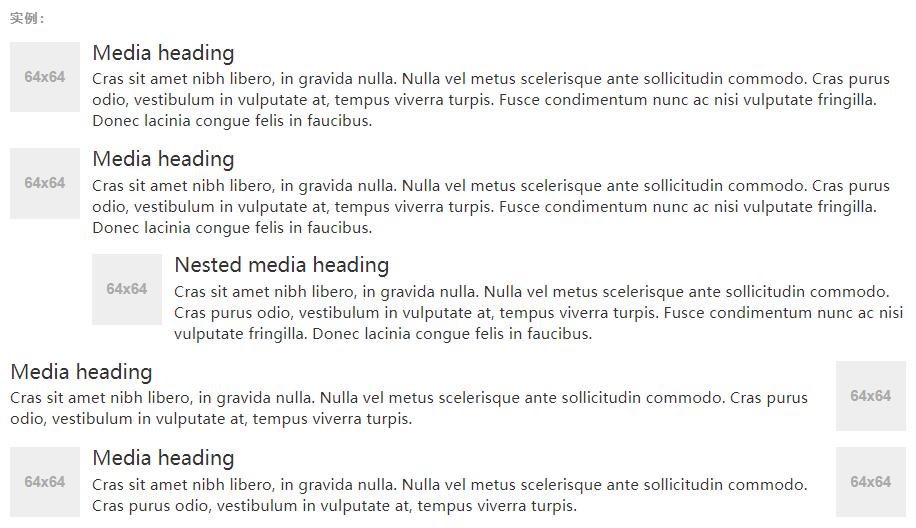 实例：
64x64
Media heading
Cras sit amet nibh libero, in gravida nulla. Nulla vel metus scelerisque ante sollicitudin commodo. Cras purus
odio, vestibulum in vulputate at, tempus viverra turpis. Fusce condimentum nunc ac nisi vulputate fringilla.
Donec lacinia congue felis in faucibus.
64x64
Media heading
Cras sit amet nibh libero, in gravida nulla. Nulla vel metus scelerisque ante sollicitudin commodo. Cras purus
odio, vestibulum in vulputate at, tempus viverra turpis. Fusce condimentum nunc ac nisi vulputate fringilla.
Donec lacinia congue felis in faucibus.
64x64
Nested media heading
Cras sit amet nibh libero, in gravida nulla. Nulla vel metus scelerisque ante sollicitudin commodo.
Cras purus odio, vestibulum in vulputate at, tempus viverra turpis. Fusce condimentum nunc ac nisi
vulputate fringilla. Donec lacinia congue felis in faucibus.
Media heading
Cras sit amet nibh libero, in gravida nulla. Nulla vel metus scelerisque ante sollicitudin commodo. Cras purus
odio, vestibulum in vulputate at, tempus viverra turpis.
64x64
64x64
Media heading
Cras sit amet nibh libero, in gravida nulla. Nulla vel metus scelerisque ante sollicitudin commodo.
Cras purus odio, vestibulum in vulputate at, tempus viverra turpis.
64x64